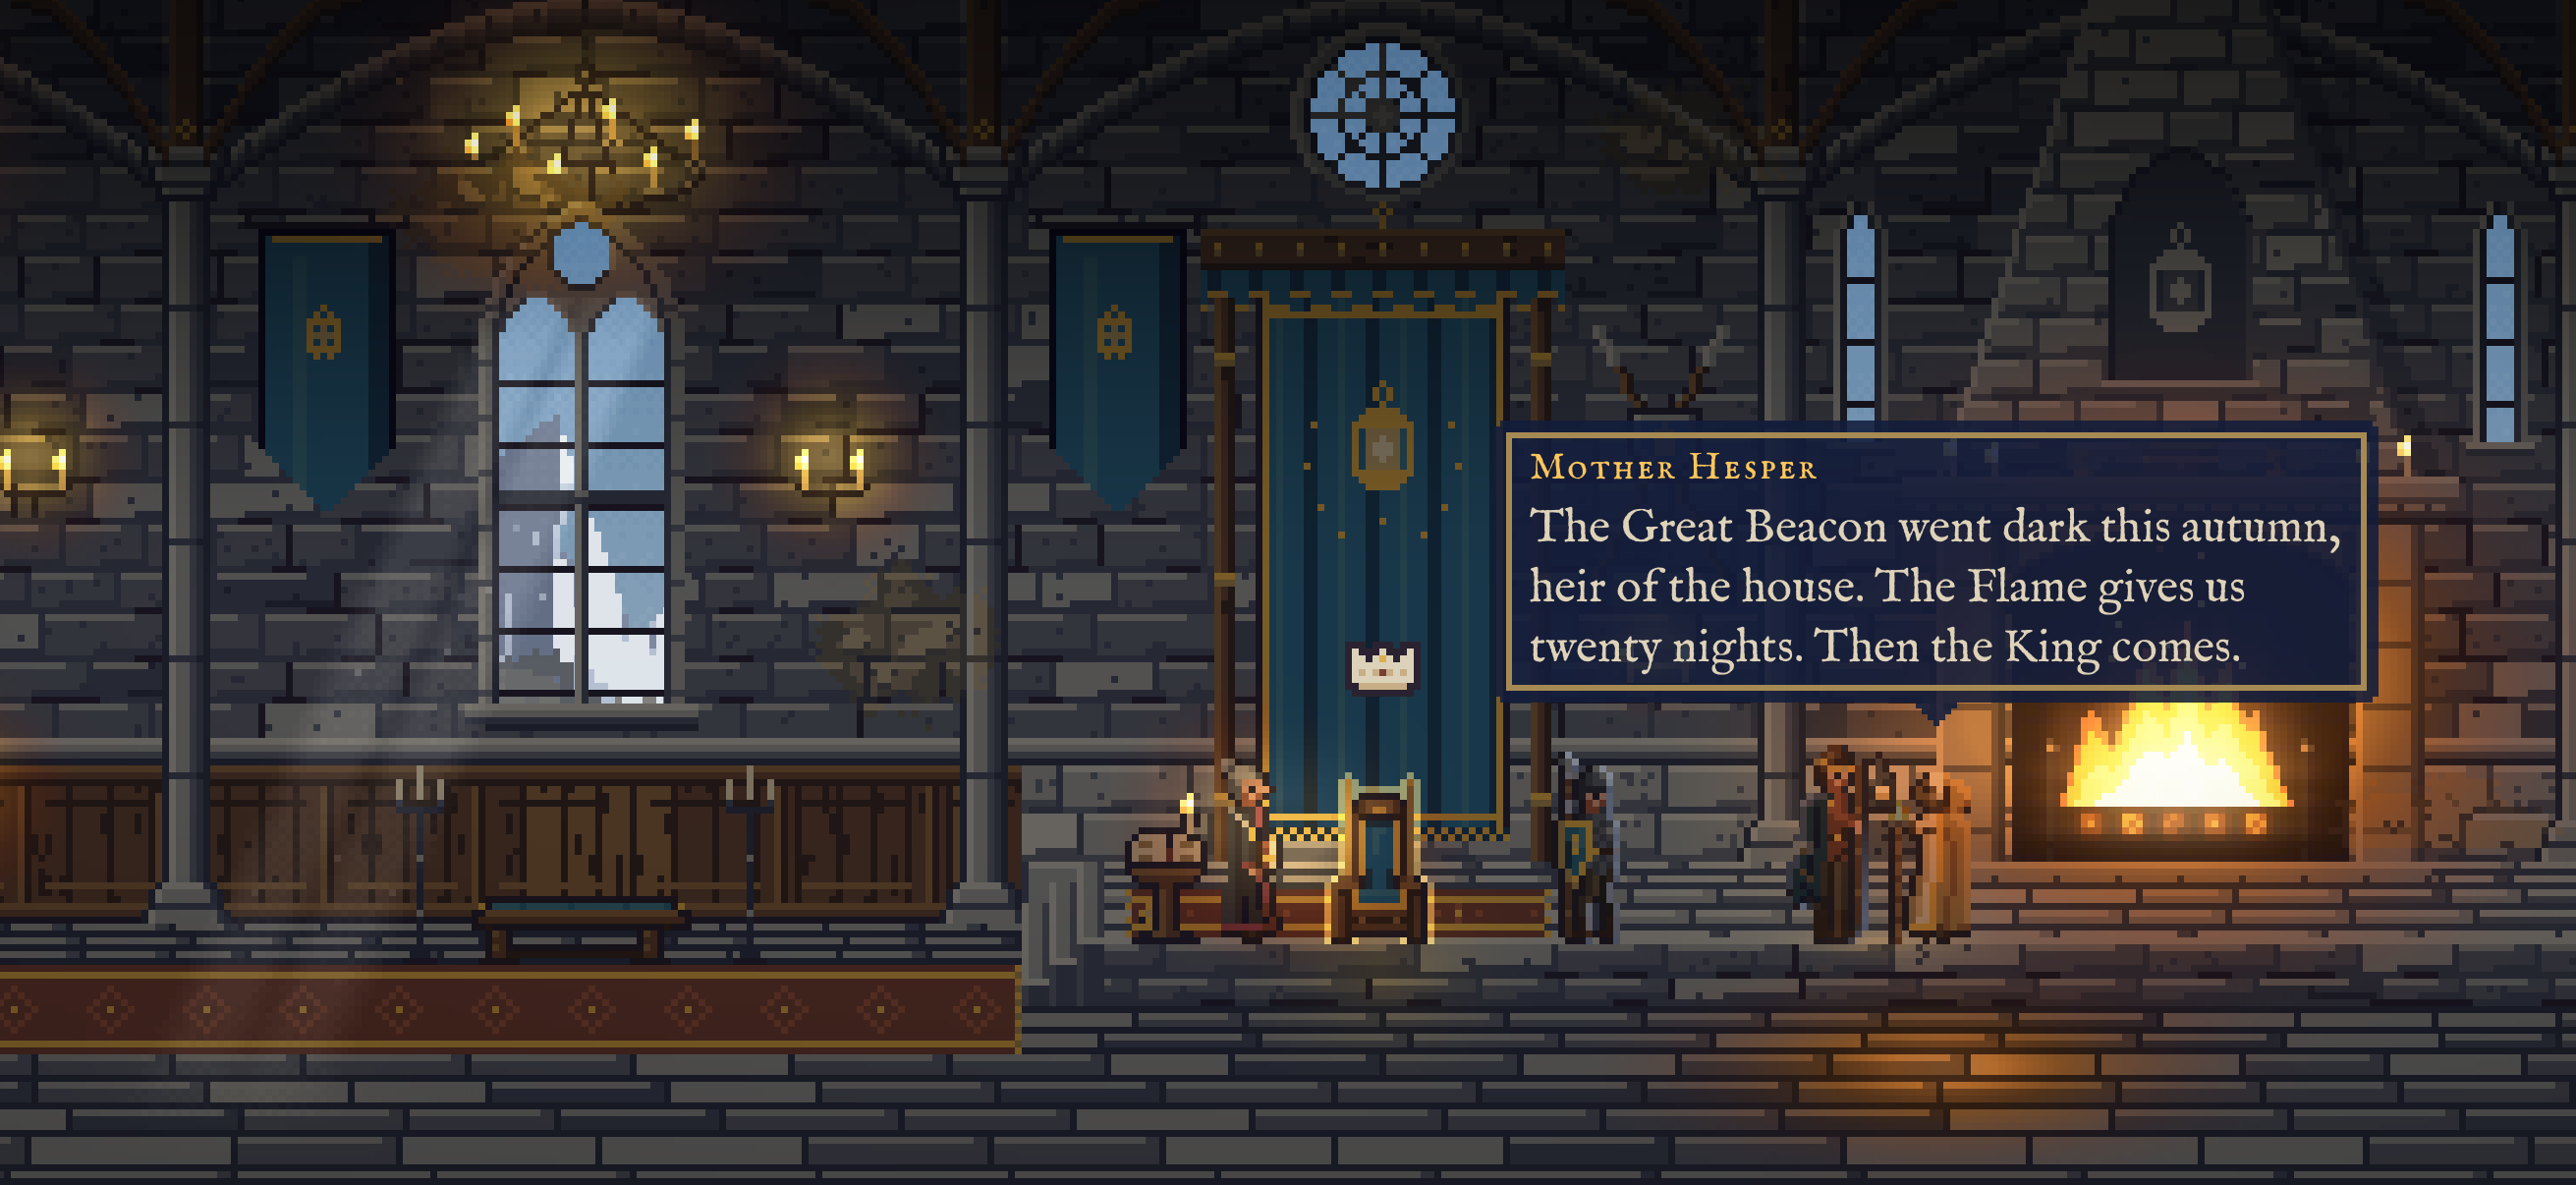 Mother Hesper
The Great Beacon went dark this autumn,
heir of the house. The Flame gives us
twenty nights. Then the King comes.